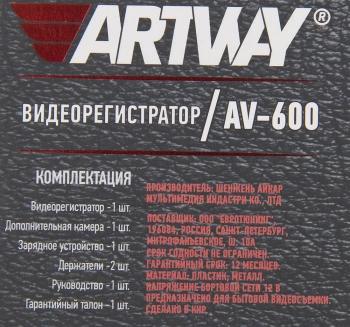 ARTWAY®
ВИДЕОРЕГИСТРАТОР / AV-600
КОМПЛЕКТАЦИЯ
Видеорегистратор -1 шт.
Дополнительная камера -1 шт.
Зарядное устройство -1 шт.
Держатели -2 шт.
Руководство -1 шт.
Гарантийный талон -1 шт.
ПРОИЗВОДИТЕЛЬ: ШЕНЖЕНЬ АЙКАР
МУЛЬТИМЕДИА ИНДАСТРИ КО., ЛТД
ПОСТАВЩИК: ООО "ЕВРОТЮНИНГ"
196084, РОССИЯ, САНКТ-ПЕТЕРБУРГ,
МИТРОФАНЬЕВСКОЕ, Ш. 10А
СРОК ГОДНОСТИ НЕ ОГРАНИЧЕН.
ГАРАНТИЙНЫЙ СРОК: 12 МЕСЯЦЕВ.
МАТЕРИАЛ: ПЛАСТИК, МЕТАЛЛ.
НАПРЯЖЕНИЕ БОРТОВОЙ СЕТИ 12 В
ПРЕДНАЗНАЧЕНО ДЛЯ БЫТОВОЙ ВИДЕОСЪЕМКИ.
СДЕЛАНО В КНР.